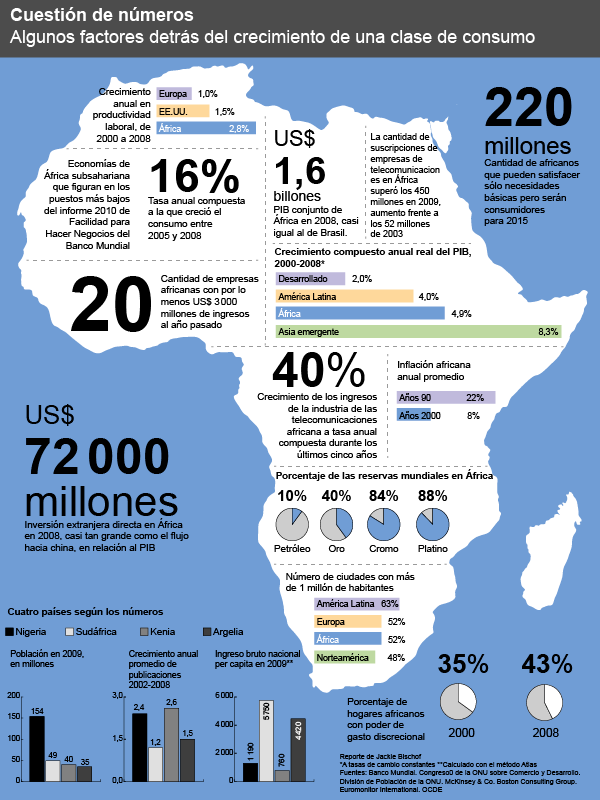 Cuestión de números
Algunos factores detrás del crecimiento de una clase de consumo
Crecimiento
anual en
productividad
laboral, de
2000 a 2008
Europa 1,0%
EE.UU. 1,5%
África 2,8%
Economías de
África subsahariana
que figuran en los
puestos más bajos
del informe 2010 de
Facilidad para
Hacer Negocios del
Banco Mundial
16%
Tasa anual compuesta
a la que creció el
consumo entre
2005 y 2008
US$
1,6
billones
PIB conjunto de
África en 2008, casi
igual al de Brasil.
La cantidad de
suscripciones de
empresas de
telecomunicacion
es en África
superó los 450
millones en 2009,
aumento frente a
los 52 millones
de 2003
220
millones
Cantidad de africanos
que pueden satisfacer
sólo necesidades
básicas pero serán
consumidores
para 2015
20
Cantidad de empresas
africanas con por lo
menos US$ 3 000
millones de ingresos
al año pasado
Crecimiento compuesto anual real del PIB,
2000-2008*
Desarrollado 2,0%
América Latina 4,0%
África 4,9%
Asia emergente 8,3%
40%
Crecimiento de los ingresos
de la industria de las
telecomunicaciones
africana a tasa anual
compuesta durante los
últimos cinco años
Inflación africana
anual promedio
Años 90 22%
Años 2000 8%
US$
72 000
millones
Inversión extranjera directa en África
en 2008, casi tan grande como el flujo
hacia china, en relación al PIB
Porcentaje de las reservas mundiales en África
10% 40% 84% 88%
Petróleo Oro Cromo Platino
Número de ciudades con más
de 1 millón de habitantes
América Latina 63%
Europa 52%
África 52%
Norteamérica 48%
Cuatro países según los números
Nigeria Sudáfrica Kenia Argelia
Población en 2009,
en millones
200
150
100
50
0
154
49
40
35
Crecimiento anual
promedio de
publicaciones
2002-2008
3,0
1,5
0
2,4
1,2
2,6
1,5
Ingreso bruto nacional
per capita en 2009**
6 000
4 000
2 000
0
1 190
5750
760
4420
Porcentaje de
hogares africanos
con poder de
gasto discrecional
35% 43%
2000 2008
Reporte de Jackie Bischof
*A tasas de cambio constantes **Calculado con el método Atlas
Fuentes: Banco Mundial. Congreso0 de la ONU sobre Comercio y Desarrollo.
División de Población de la ONU. McKinsey & Co. Boston Consulting Group.
Euromonitor International. OCDE